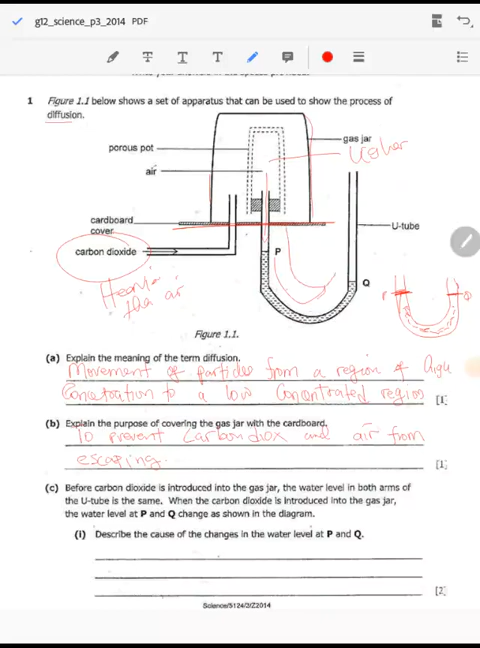 g12_science_p3_2014 PDF
1 Figure 1.1 below shows a set of apparatus that can be used to show the process of
diffusion.
gas jar
porous pot
Lighter
air
cardboard
cover
U-tube
carbon dioxide
P
Q
Heavier
tha air
P
Q
Figure 1.1.
(a) Explain the meaning of the term diffusion.
Movement of particles from a region of high
Concetration to a low Concentrated region
[1]
(b) Explain the purpose of covering the gas jar with the cardboard.
To prevent Carbondiox and air from
escaping.
[1]
(c) Before carbon dioxide is introduced into the gas jar, the water level in both arms of
the U-tube is the same. When the carbon dioxide is introduced into the gas jar,
the water level at P and Q change as shown in the diagram.
(i) Describe the cause of the changes in the water level at P and Q.
[2]
Science/5124/2/Z2014